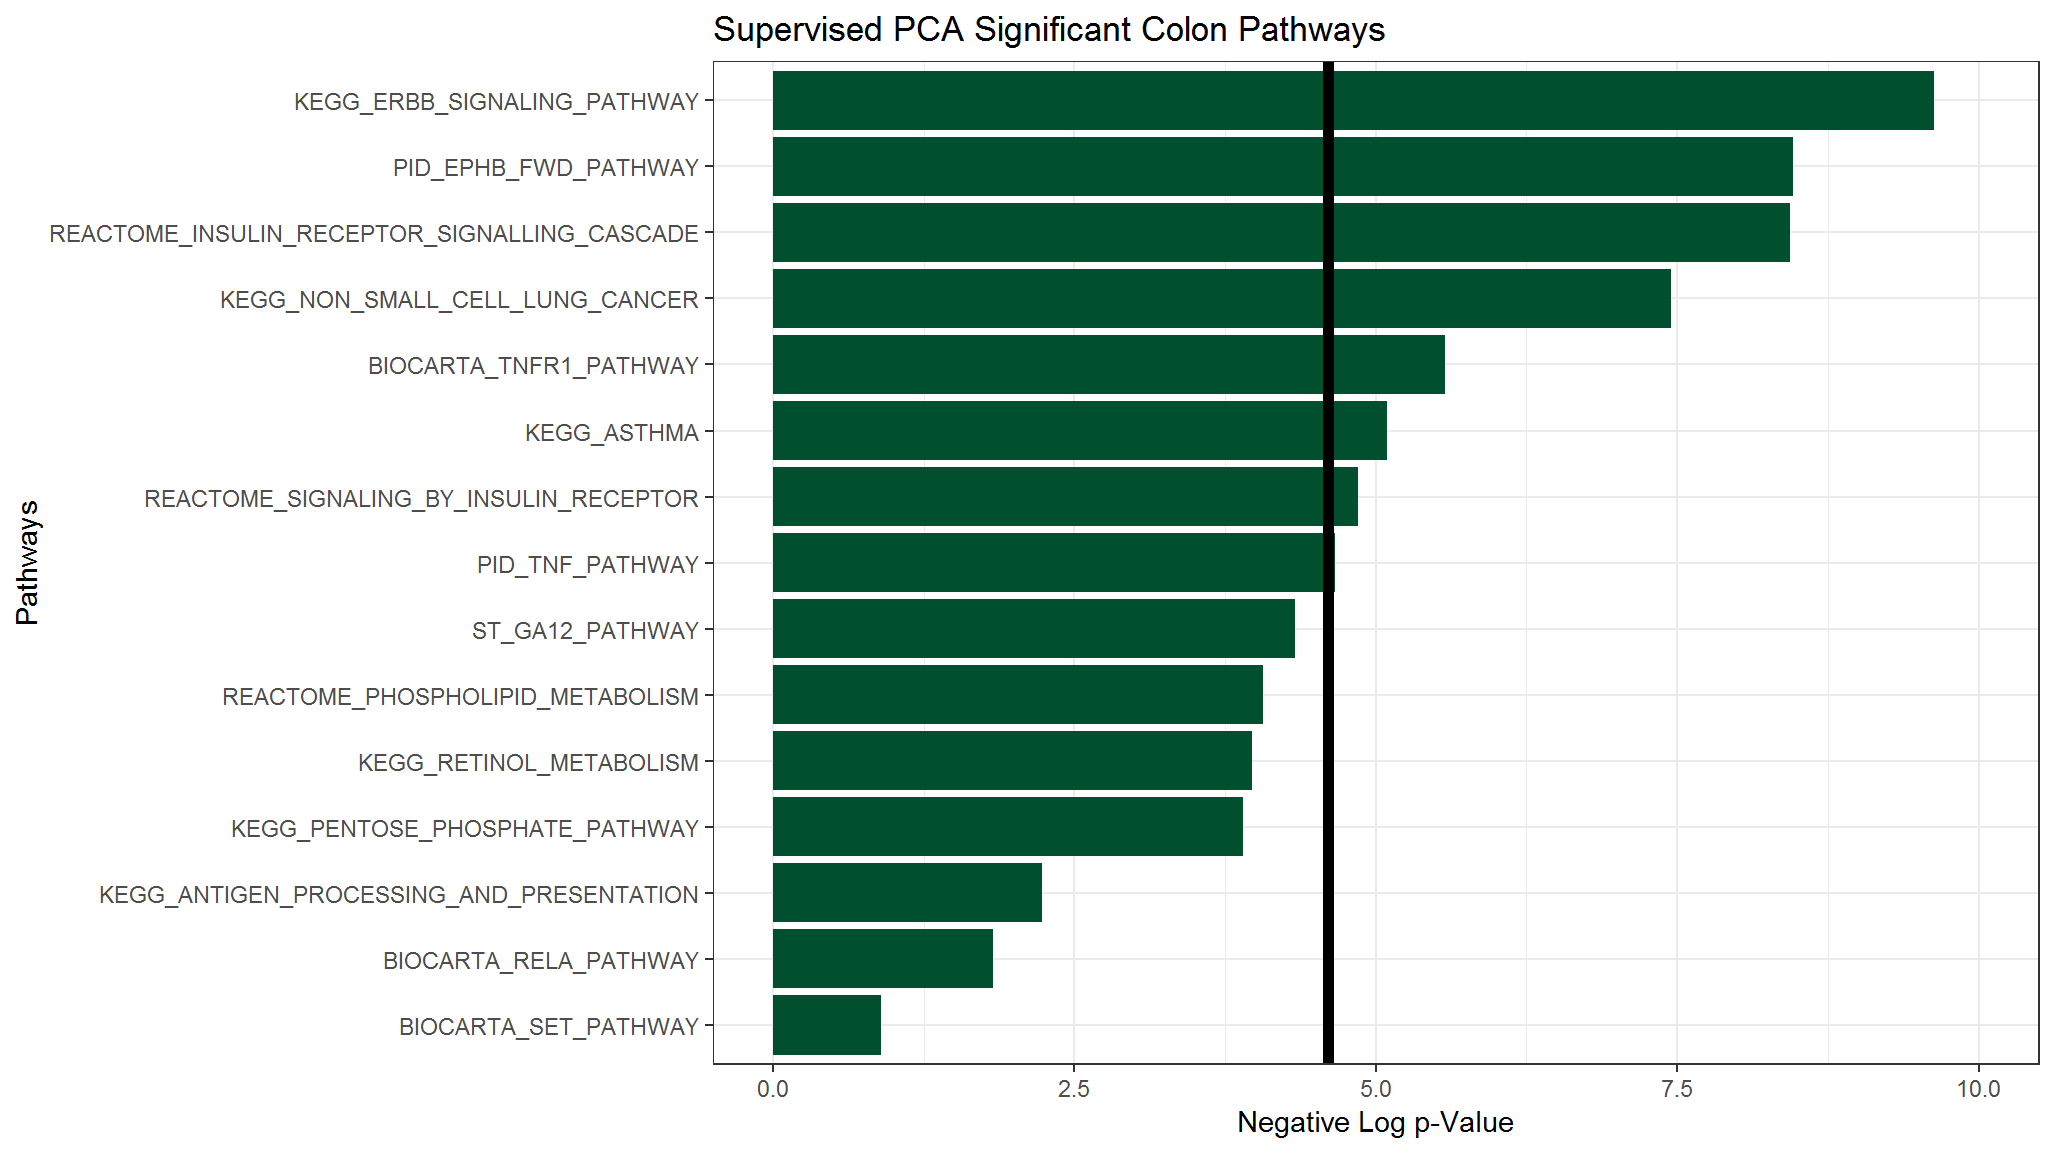 Supervised PCA Significant Colon Pathways
KEGG_ERBB_SIGNALING_PATHWAY
PID_EPHB_FWD_PATHWAY
REACTOME_INSULIN_RECEPTOR_SIGNALLING_CASCADE
KEGG_NON_SMALL_CELL_LUNG_CANCER
BIOCARTA_TNFR1_PATHWAY
KEGG_ASTHMA
REACTOME_SIGNALING_BY_INSULIN_RECEPTOR
PID_TNF_PATHWAY
ST_GA12_PATHWAY
REACTOME_PHOSPHOLIPID_METABOLISM
KEGG_RETINOL_METABOLISM
KEGG_PENTOSE_PHOSPHATE_PATHWAY
KEGG_ANTIGEN_PROCESSING_AND_PRESENTATION
BIOCARTA_RELA_PATHWAY
BIOCARTA_SET_PATHWAY
Pathways
0.0 2.5 5.0 7.5 10.0
Negative Log p-Value